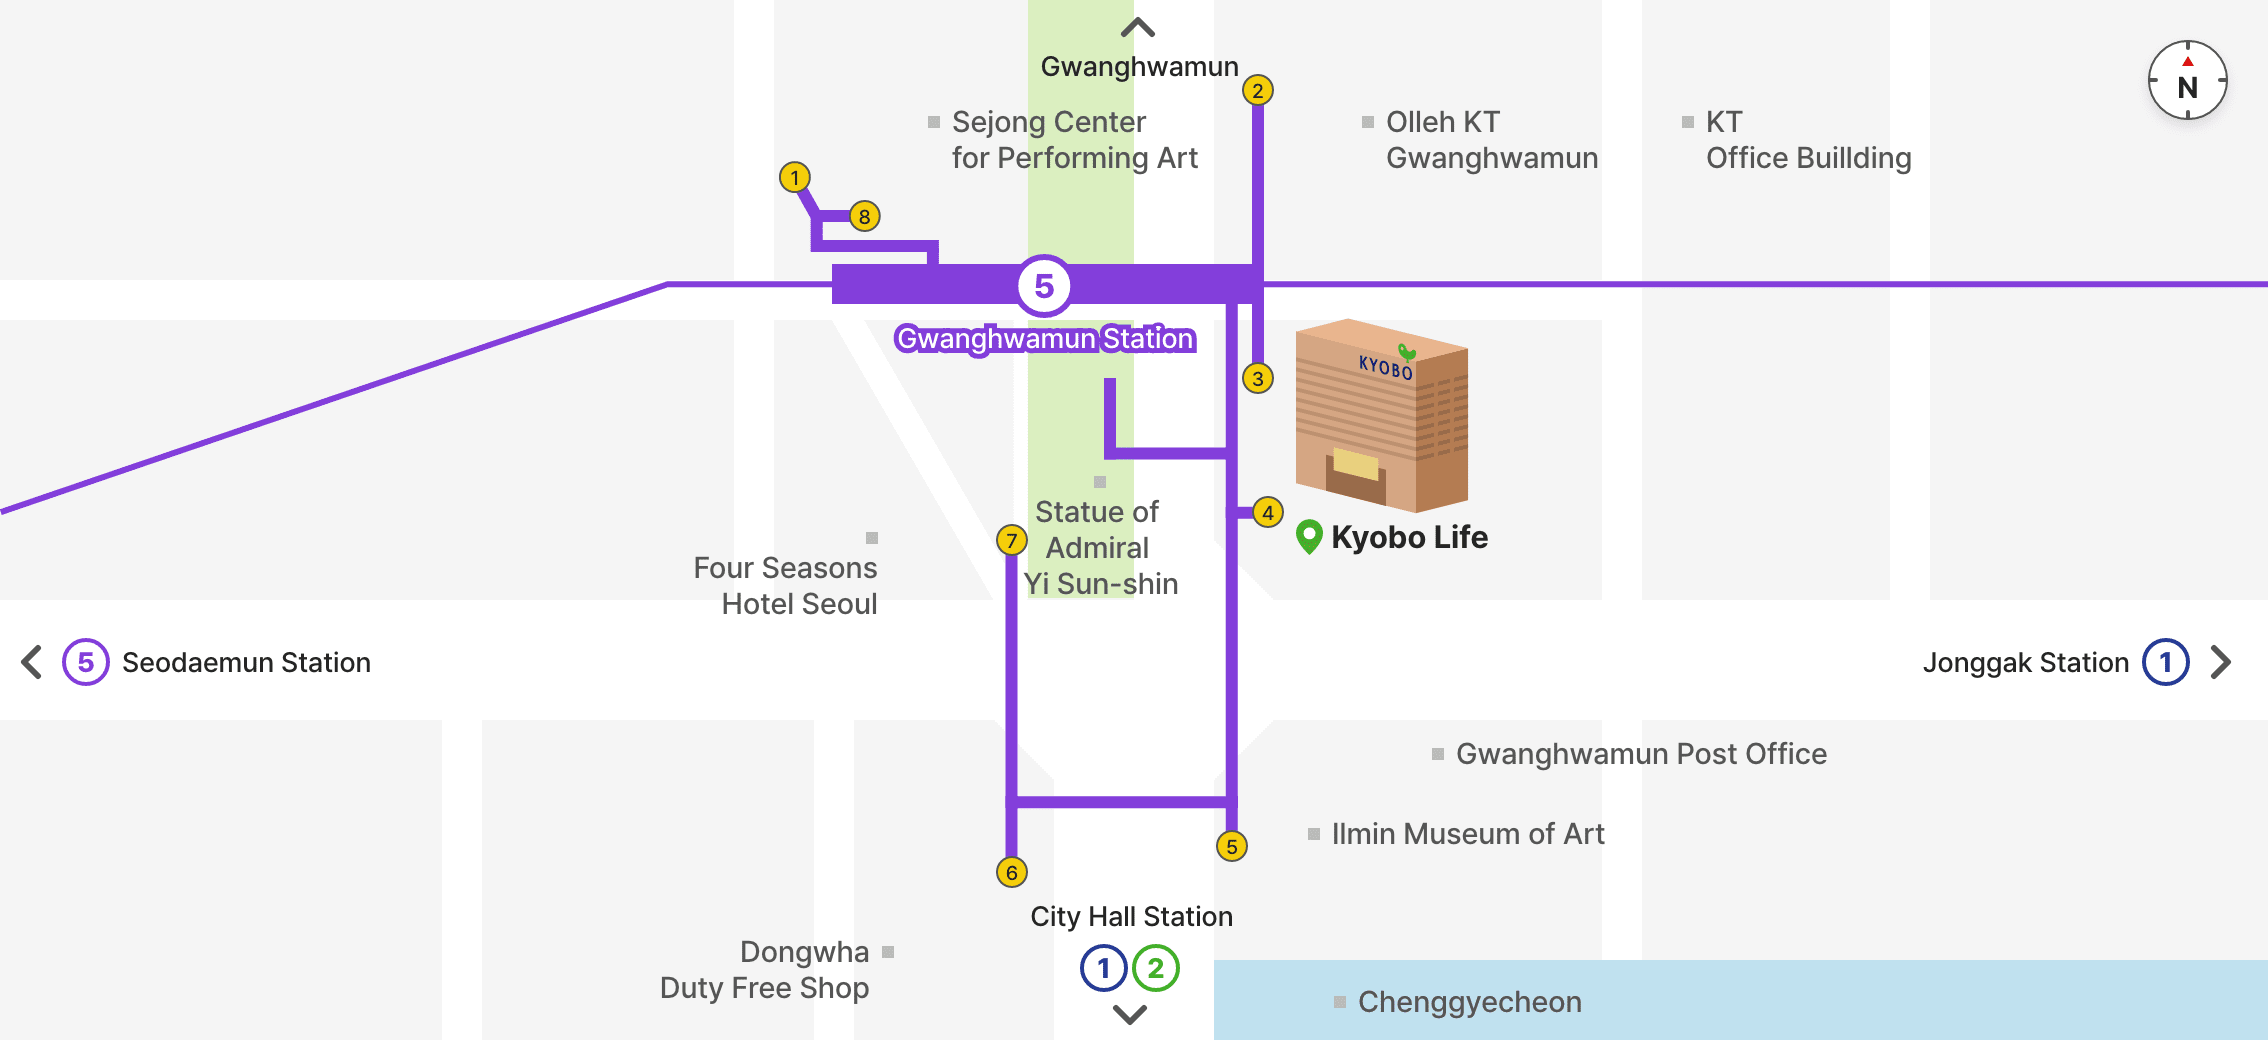 Gwanghwamun
N
2
Sejong Center
for Performing Art
Olleh KT
Gwanghwamun
KT
Office Buillding
1
8
5
Gwanghwamun Station
KYOBO
3
4
Kyobo Life
Statue of
Admiral
Yi Sun-shin
7
Four Seasons
Hotel Seoul
5 Seodaemun Station
Jonggak Station 1
Gwanghwamun Post Office
Ilmin Museum of Art
5
6
City Hall Station
1 2
Dongwha
Duty Free Shop
Chenggyecheon